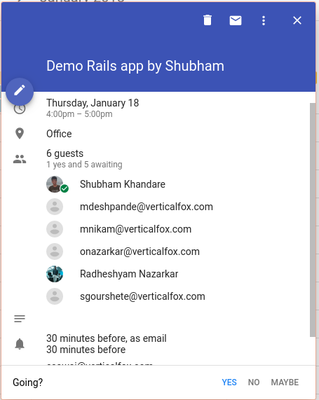 Demo Rails app by Shubham
Thursday, January 18
4:00pm – 5:00pm
Office
6 guests
1 yes and 5 awaiting
Shubham Khandare
mdeshpande@verticalfox.com
mnikam@verticalfox.com
onazarkar@verticalfox.com
Radheshyam Nazarkar
sgourshete@verticalfox.com
30 minutes before, as email
30 minutes before
Going?
YES NO MAYBE